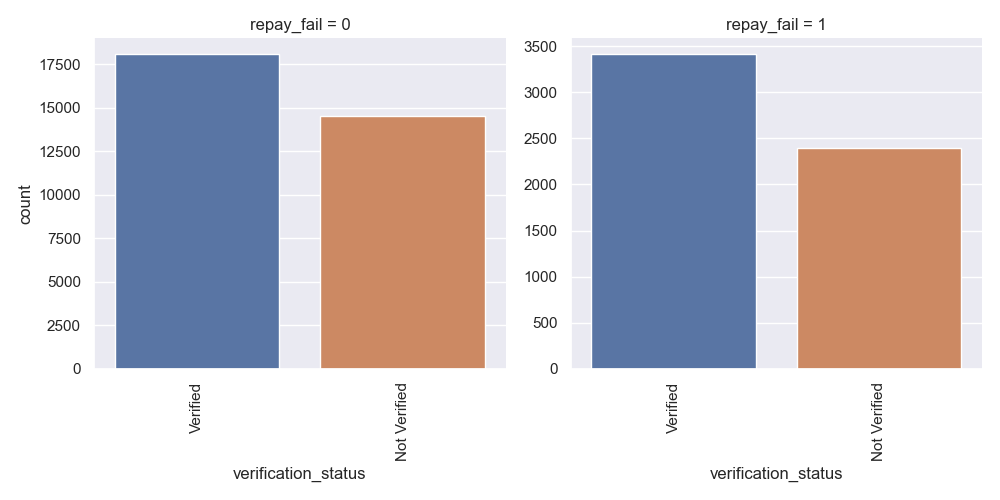 repay_fail = 0
count
17500
15000
12500
10000
7500
5000
2500
0
Verified
Not Verified
verification_status
repay_fail = 1
3500
3000
2500
2000
1500
1000
500
0
Verified
Not Verified
verification_status